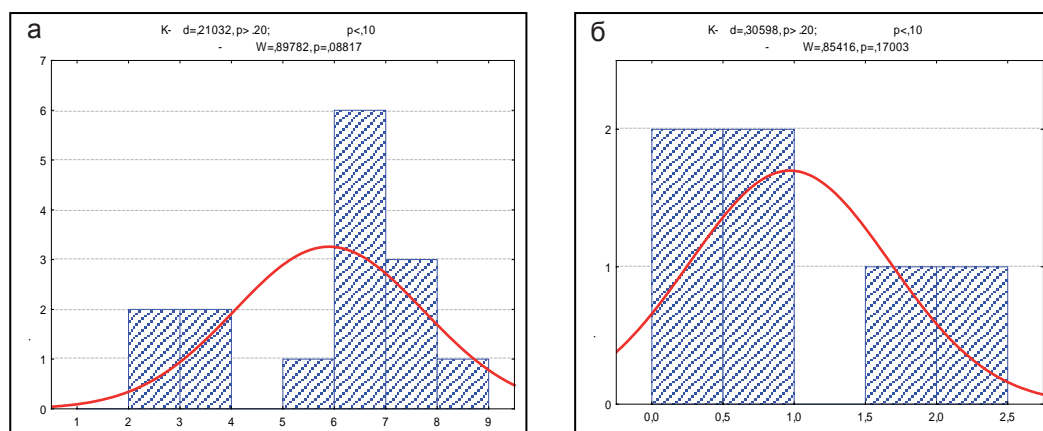 а
K- d=,21032, p> .20; p<,10
- W=,89782, p=,08817
7
6
5
4
3
2
1
0
1 2 3 4 5 6 7 8 9
б
K- d=,30598, p> .20; p<,10
- W=,85416, p=,17003
2
1
0
0,0 0,5 1,0 1,5 2,0 2,5